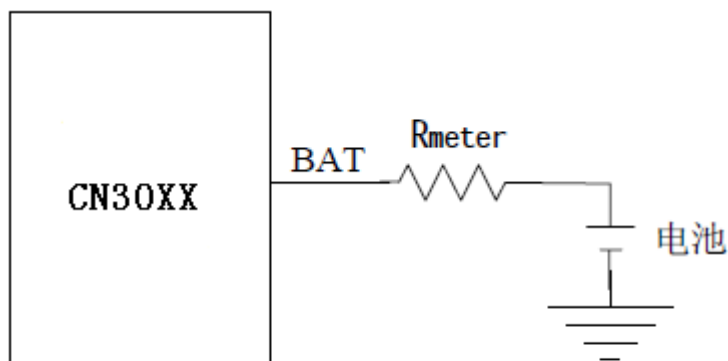 Rmeter
BAT
CN30XX
电池